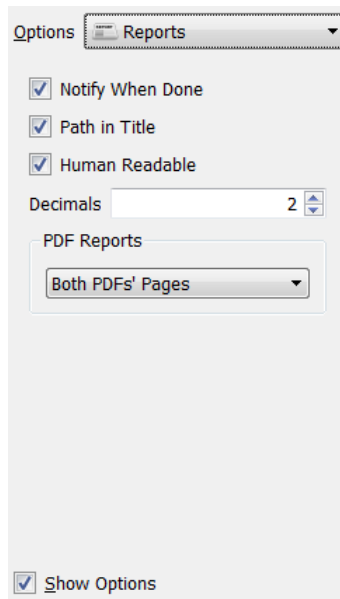 Options Reports
Notify When Done
Path in Title
Human Readable
Decimals 2
PDF Reports
Both PDFs' Pages
Show Options